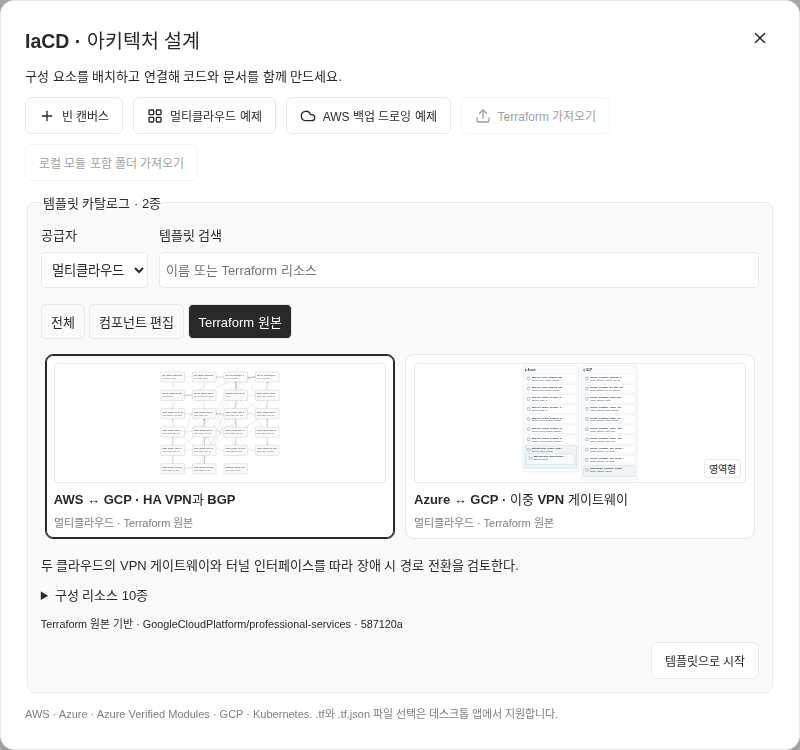 IaCD · 아키텍처 설계
구성 요소를 배치하고 연결해 코드와 문서를 함께 만드세요.
빈 캔버스
멀티클라우드 예제
AWS 백업 드로잉 예제
Terraform 가져오기
로컬 모듈 포함 폴더 가져오기
템플릿 카탈로그 · 2종
공급자
템플릿 검색
멀티클라우드
이름 또는 Terraform 리소스
전체
컴포넌트 편집
Terraform 원본
Azure
GCP
영역형
AWS ↔ GCP · HA VPN과 BGP
멀티클라우드 · Terraform 원본
Azure ↔ GCP · 이중 VPN 게이트웨이
멀티클라우드 · Terraform 원본
두 클라우드의 VPN 게이트웨이와 터널 인터페이스를 따라 장애 시 경로 전환을 검토한다.
구성 리소스 10종
Terraform 원본 기반 · GoogleCloudPlatform/professional-services · 587120a
템플릿으로 시작
AWS · Azure · Azure Verified Modules · GCP · Kubernetes. .tf와 .tf.json 파일 선택은 데스크톱 앱에서 지원합니다.